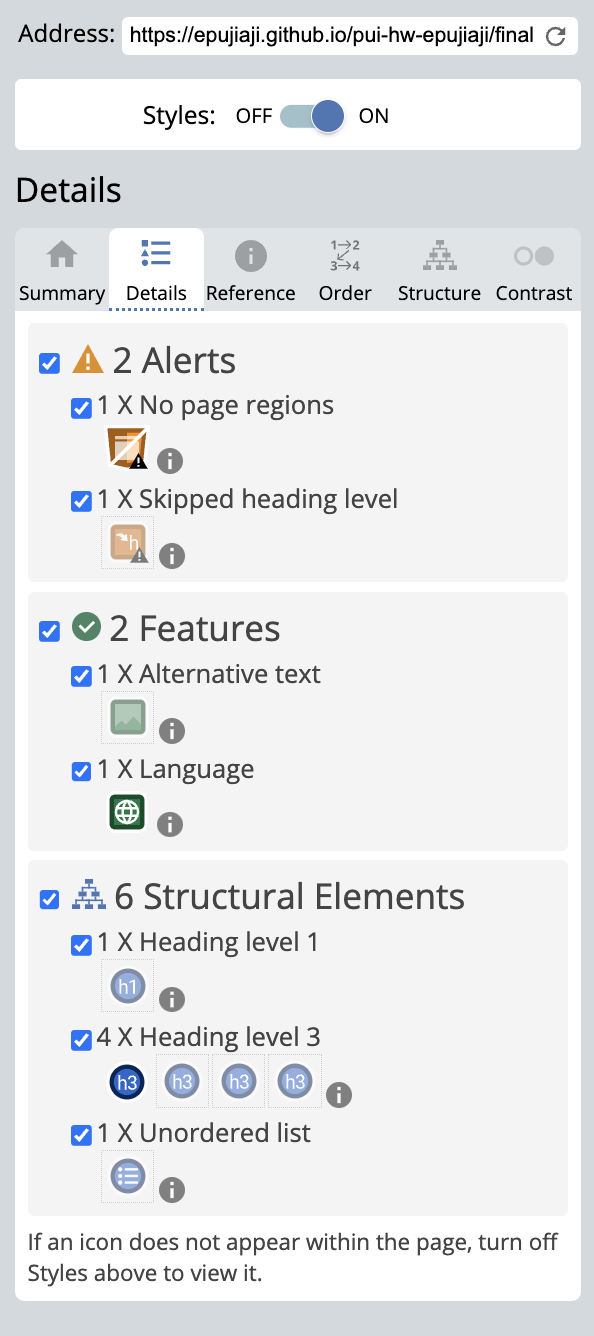 Address: https://epujiaji.github.io/pui-hw-epujiaji/final
Styles: OFF ON
Details
1 2
3 4
Summary Details Reference Order Structure Contrast
2 Alerts
1 X No page regions
1 X Skipped heading level
h
2 Features
1 X Alternative text
1 X Language
6 Structural Elements
1 X Heading level 1
h1
4 X Heading level 3
h3 h3 h3 h3
1 X Unordered list
If an icon does not appear within the page, turn off
Styles above to view it.